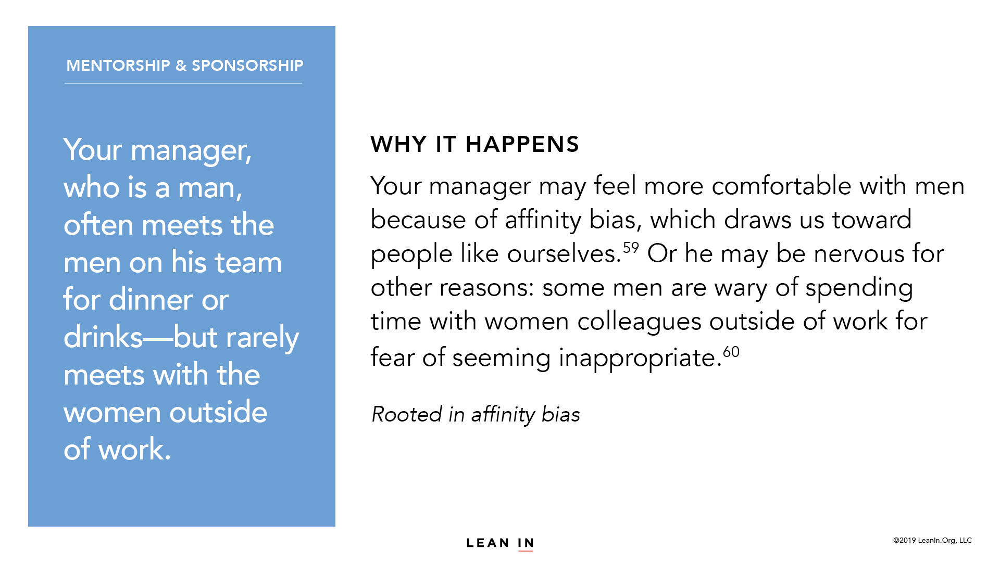 MENTORSHIP & SPONSORSHIP
Your manager,
who is a man,
often meets the
men on his team
for dinner or
drinks—but rarely
meets with the
women outside
of work.
WHY IT HAPPENS
Your manager may feel more comfortable with men
because of affinity bias, which draws us toward
people like ourselves.⁵⁹ Or he may be nervous for
other reasons: some men are wary of spending
time with women colleagues outside of work for
fear of seeming inappropriate.⁶⁰
Rooted in affinity bias
LEAN IN
©2019 LeanIn.Org, LLC